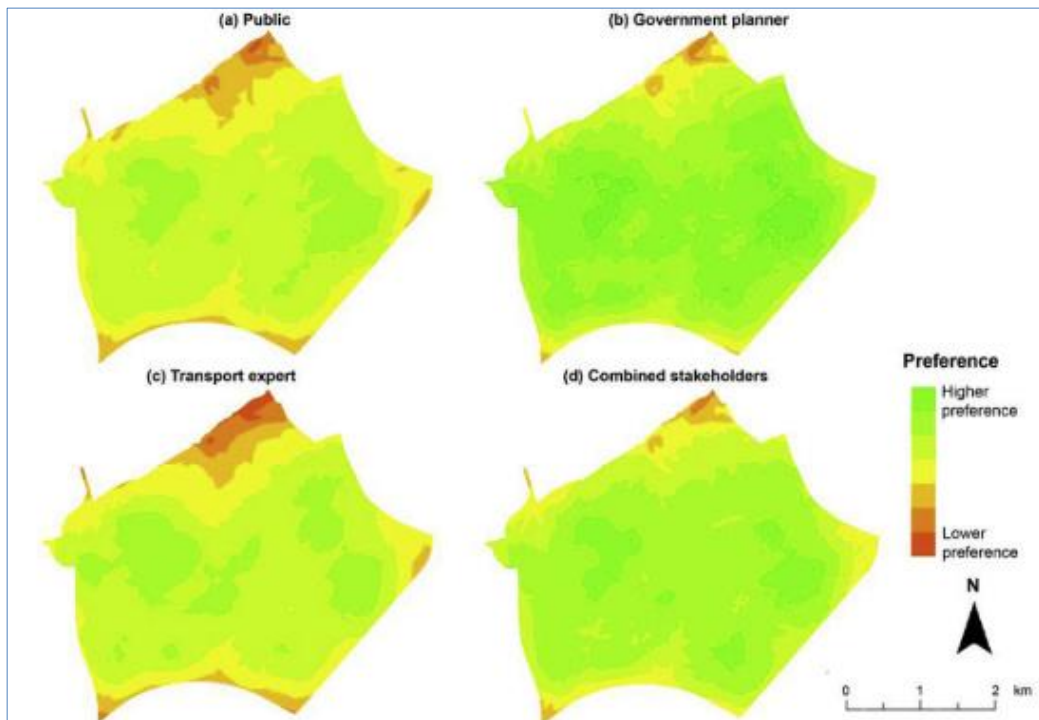 (a) Public
(b) Government planner
(c) Transport expert
(d) Combined stakeholders
Preference
Higher
preference
Lower
preference
N
0 1 2 km